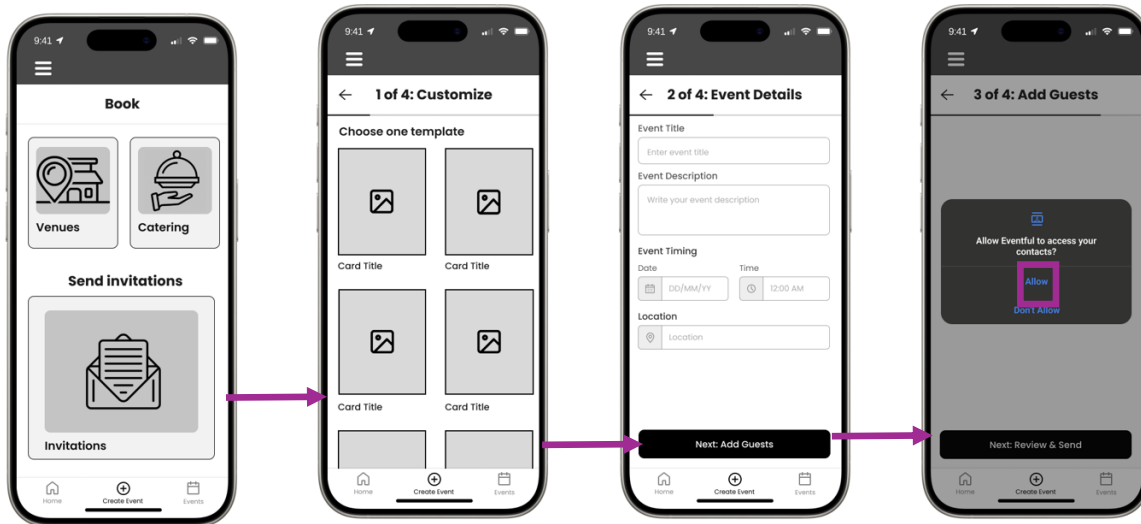 9:41
Book
Venues
Catering
Send invitations
Invitations
Home
Create Event
Events
9:41
1 of 4: Customize
Choose one template
Card Title
Card Title
Card Title
Card Title
Home
Create Event
Events
9:41
2 of 4: Event Details
Event Title
Enter event title
Event Description
Write your event description
Event Timing
Date
Time
DD/MM/YY
12:00 AM
Location
Location
Next: Add Guests
Home
Create Event
Events
9:41
3 of 4: Add Guests
Allow Eventful to access your
contacts?
Allow
Don't Allow
Next: Review & Send
Home
Create Event
Events